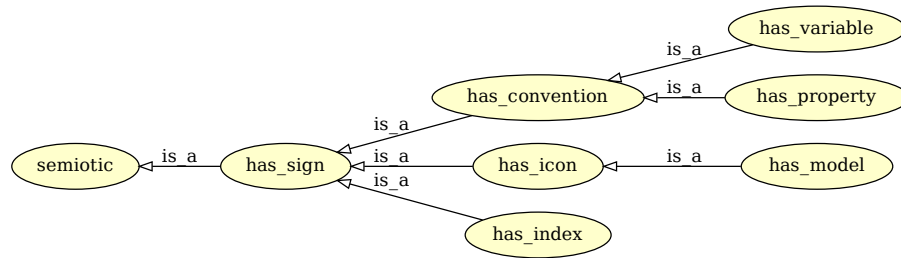 has_variable
is_a
has_convention
is_a
has_property
is_a
semiotic
is_a
has_sign
is_a
has_icon
is_a
has_model
is_a
has_index